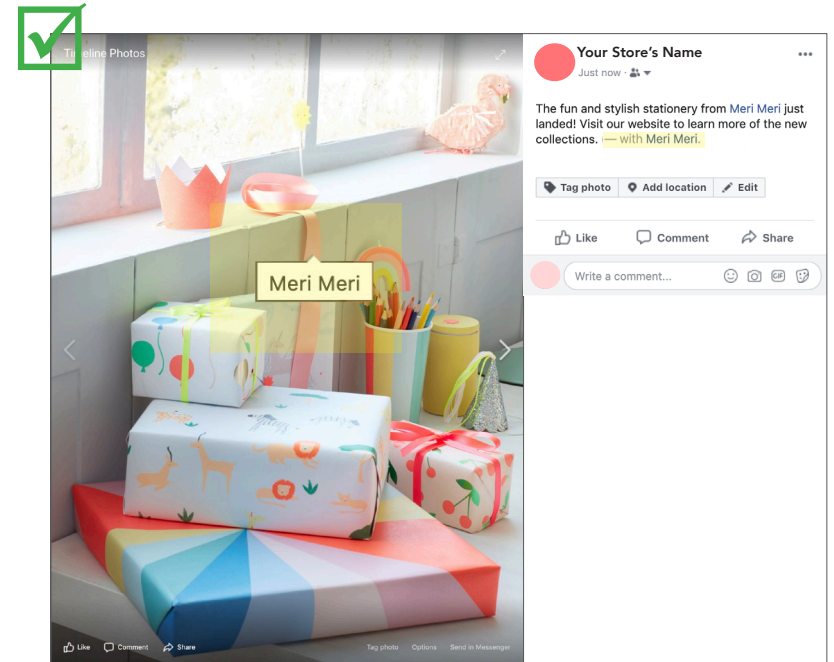 Timeline Photos
Meri Meri
Like Comment Share
Tag photo Options Send in Messenger
Your Store's Name
•••
Just now ·
The fun and stylish stationery from Meri Meri just
landed! Visit our website to learn more of the new
collections. — with Meri Meri.
Tag photo Add location Edit
Like Comment Share
Write a comment...
GIF